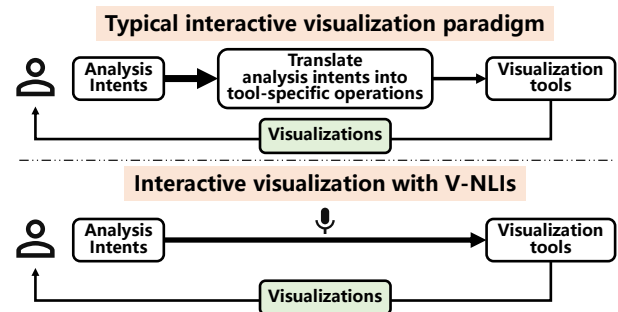 Typical interactive visualization paradigm
Analysis
Intents
Translate
analysis intents into
tool-specific operations
Visualization
tools
Visualizations
Interactive visualization with V-NLIs
Analysis
Intents
Visualization
tools
Visualizations